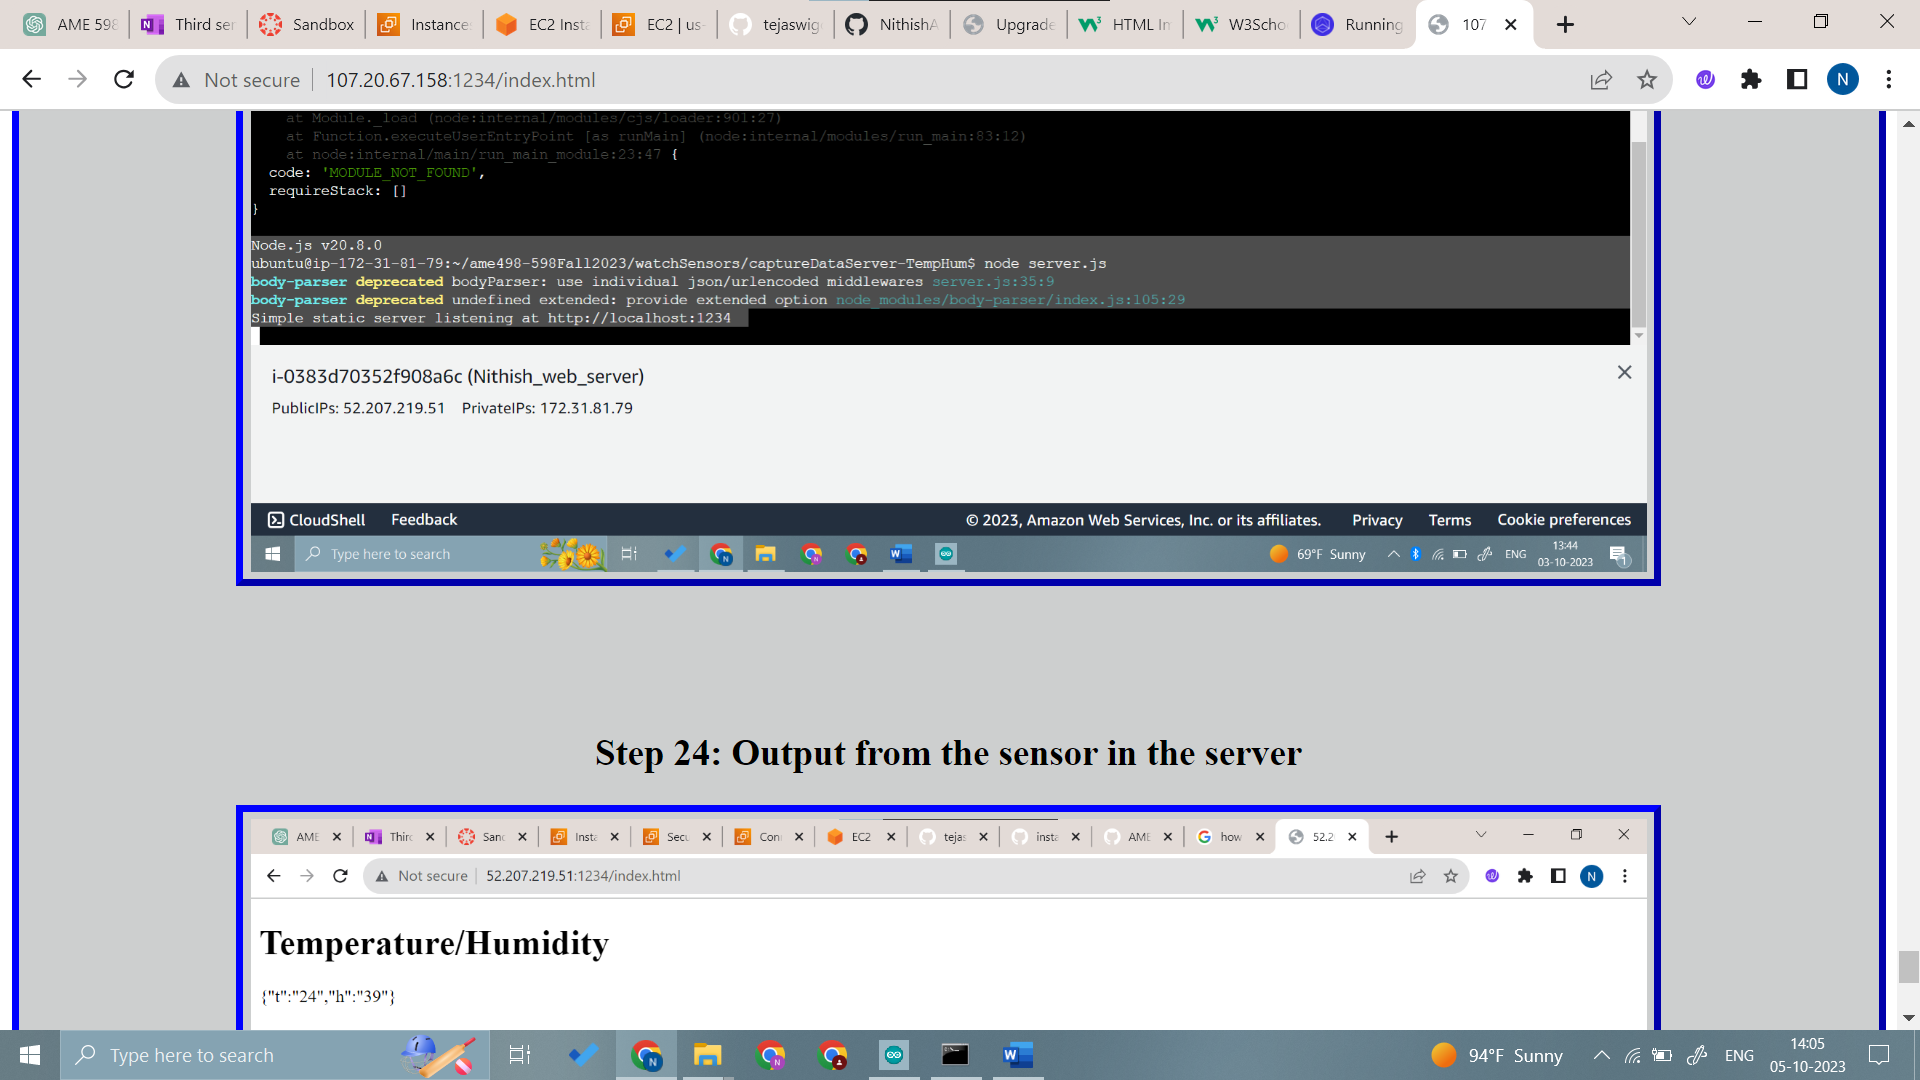 AME 598
Third ser
Sandbox
Instance
EC2 Insta
EC2 | us-
tejaswig
NithishA
Upgrade
HTML In
W3Scho
Running
107
Not secure
107.20.67.158:1234/index.html
N
at Module._load (node:internal/modules/cjs/loader:901:27)
at Function.executeUserEntryPoint [as runMain] (node:internal/modules/run_main:83:12)
at node:internal/main/run_main_module:23:47 {
code: 'MODULE_NOT_FOUND',
requireStack: []
}
Node.js v20.8.0
ubuntu@ip-172-31-81-79:~/ame498-598Fall2023/watchSensors/captureDataServer-TempHum$ node server.js
body-parser deprecated bodyParser: use individual json/urlencoded middlewares server.js:35:9
body-parser deprecated undefined extended: provide extended option node_modules/body-parser/index.js:105:29
Simple static server listening at http://localhost:1234
i-0383d70352f908a6c (Nithish_web_server)
PublicIPs: 52.207.219.51 PrivateIPs: 172.31.81.79
CloudShell Feedback © 2023, Amazon Web Services, Inc. or its affiliates. Privacy Terms Cookie preferences
Type here to search
69°F Sunny
ENG
13:44
03-10-2023
1
Step 24: Output from the sensor in the server
AME
Thirc
Sanc
Insta
Secu
Con
EC2
tejas
insta
AME
how
52.2
Not secure
52.207.219.51:1234/index.html
N
Temperature/Humidity
{"t":"24","h":"39"}
Type here to search
94°F Sunny
ENG
14:05
05-10-2023